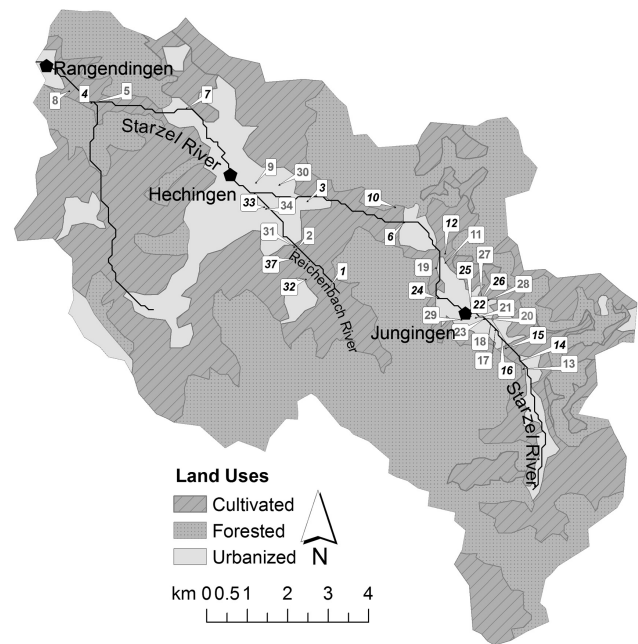 Rangendingen
8
4
5
7
Starzel River
9
30
Hechingen
3
33
34
10
6
12
11
31
2
37
1
32
Reichenbach River
19
27
25
26
24
22
28
21
29
20
23
Jungingen
18
15
17
16
14
13
Starzel River
Land Uses
Cultivated
Forested
Urbanized
N
km 0 0.5 1 2 3 4